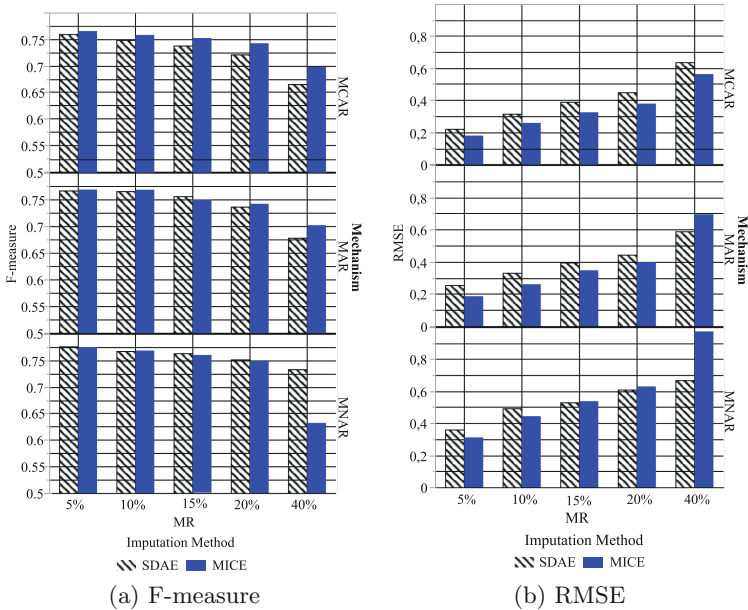 0.75
0.7
0.65
0.6
0.55
0.5
MCAR
0.75
0.7
0.65
0.6
0.55
0.5
MAR
0.75
0.7
0.65
0.6
0.55
0.5
MNAR
F-measure
Mechanism
5% 10% 15% 20% 40%
MR
Imputation Method
SDAE MICE
(a) F-measure
0,8
0,6
0,4
0,2
0
MCAR
0,8
0,6
0,4
0,2
0
MAR
0,8
0,6
0,4
0,2
0
MNAR
RMSE
Mechanism
5% 10% 15% 20% 40%
MR
Imputation Method
SDAE MICE
(b) RMSE